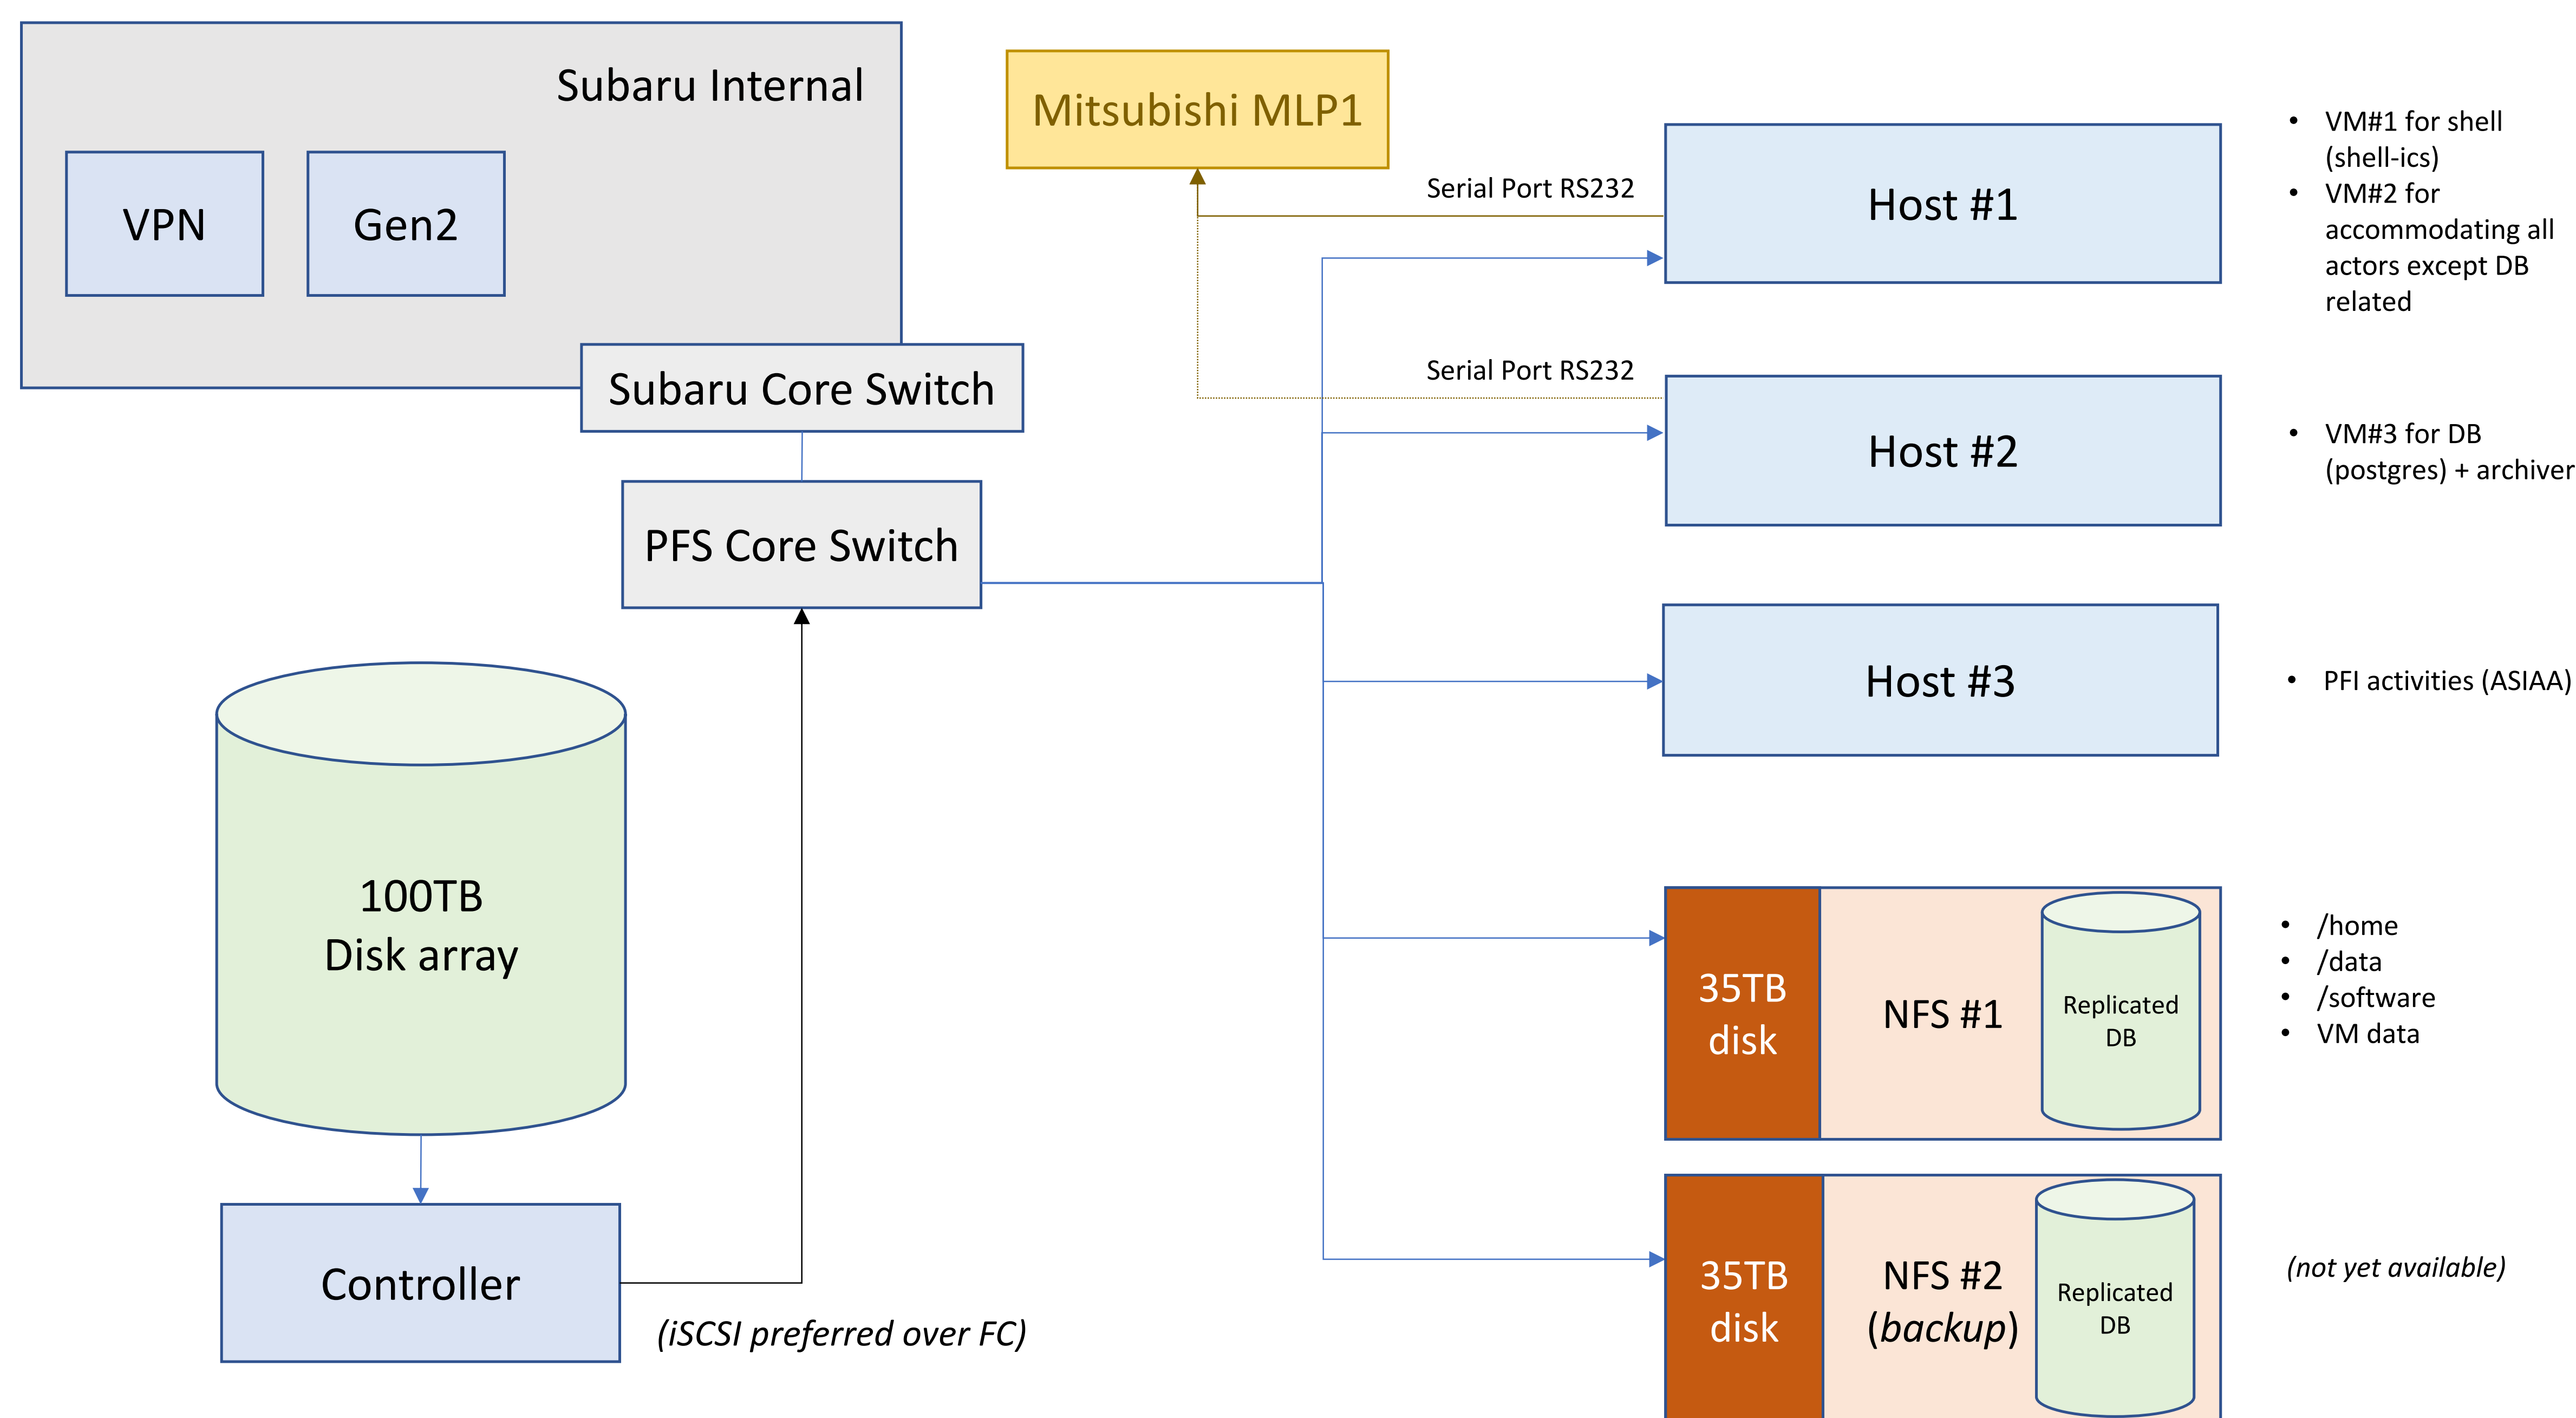 Subaru Internal
VPN
Gen2
Subaru Core Switch
PFS Core Switch
100TB
Disk array
Controller
(iSCSI preferred over FC)
Mitsubishi MLP1
Serial Port RS232
Host #1
• VM#1 for shell
(shell-ics)
• VM#2 for
accommodating all
actors except DB
related
Serial Port RS232
Host #2
• VM#3 for DB
(postgres) + archiver
Host #3
• PFI activities (ASIAA)
35TB
disk
NFS #1
Replicated
DB
• /home
• /data
• /software
• VM data
35TB
disk
NFS #2
(backup)
Replicated
DB
(not yet available)